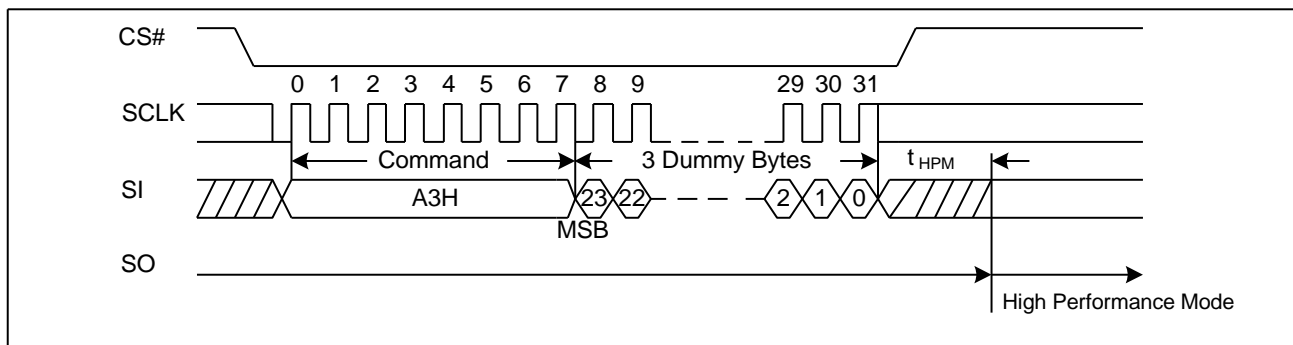 CS#
0 1 2 3 4 5 6 7 8 9 29 30 31
SCLK
Command 3 Dummy Bytes tHPM
SI A3H 23 22 2 1 0
MSB
SO
High Performance Mode